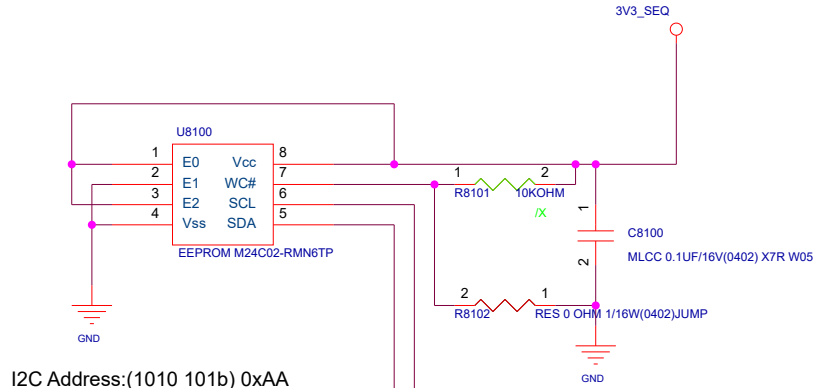 3V3_SEQ
U8100
1 E0 Vcc 8
2 E1 WC# 7
3 E2 SCL 6
4 Vss SDA 5
EEPROM M24C02-RMN6TP
1 2
R8101 10KOHM
/X
1
C8100
MLCC 0.1UF/16V(0402) X7R W05
2
2 1
R8102 RES 0 OHM 1/16W(0402)JUMP
GND
GND
I2C Address:(1010 101b) 0xAA